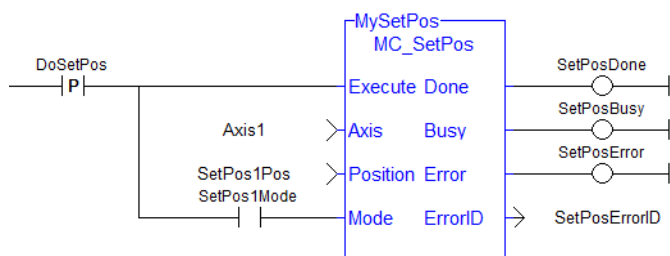 MySetPos
MC_SetPos
DoSetPos
P
Execute Done
SetPosDone
Axis1
Axis Busy
SetPosBusy
SetPos1Pos
Position Error
SetPosError
SetPos1Mode
Mode ErrorID
SetPosErrorID